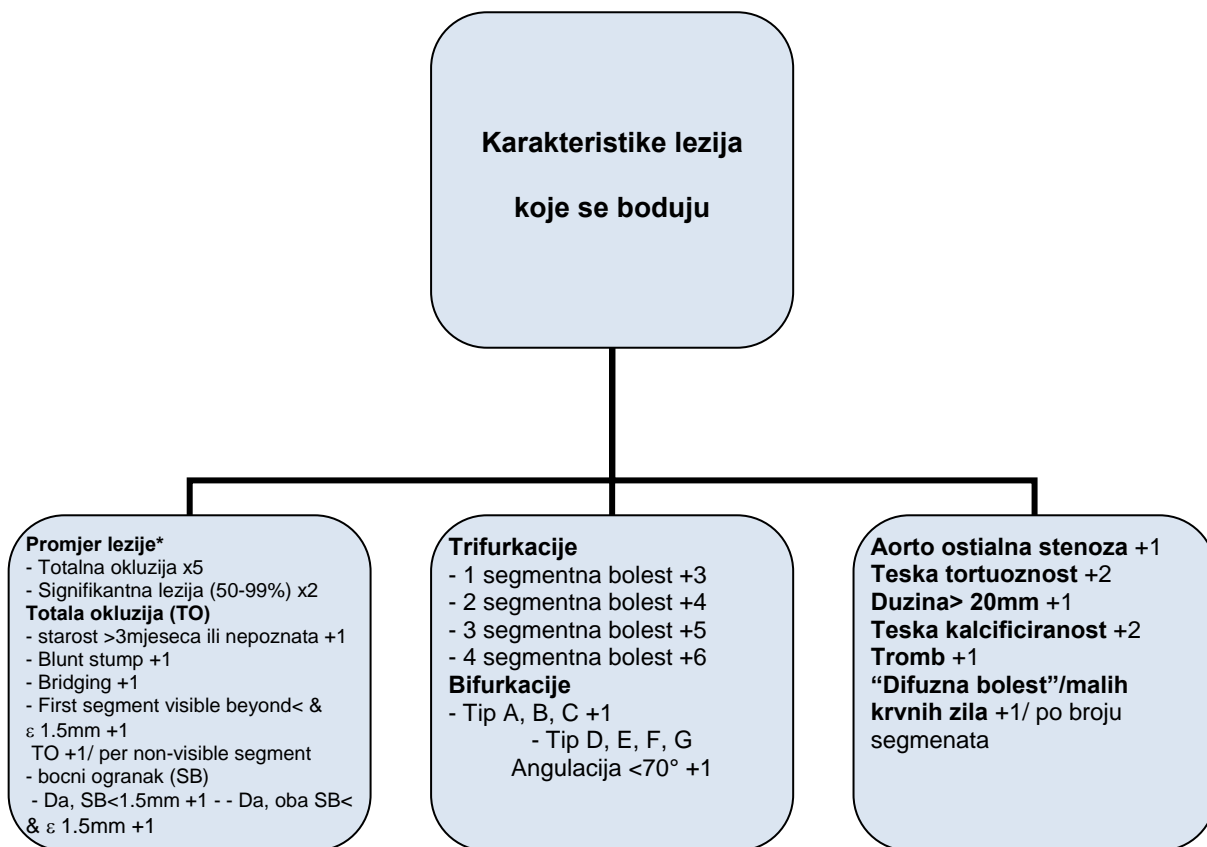 Karakteristike lezija
koje se boduju
Promjer lezije*
- Totalna okluzija x5
- Signifikantna lezija (50-99%) x2
Totala okluzija (TO)
- starost >3mjeseca ili nepoznata +1
- Blunt stump +1
- Bridging +1
- First segment visible beyond< &
ε 1.5mm +1
TO +1/ per non-visible segment
- bocni ogranak (SB)
- Da, SB<1.5mm +1 - - Da, oba SB<
& ε 1.5mm +1
Trifurkacije
- 1 segmentna bolest +3
- 2 segmentna bolest +4
- 3 segmentna bolest +5
- 4 segmentna bolest +6
Bifurkacije
- Tip A, B, C +1
- Tip D, E, F, G
Angulacija <70° +1
Aorto ostialna stenoza +1
Teska tortuoznost +2
Duzina> 20mm +1
Teska kalcificiranost +2
Tromb +1
“Difuzna bolest”/malih
krvnih zila +1/ po broju
segmenata